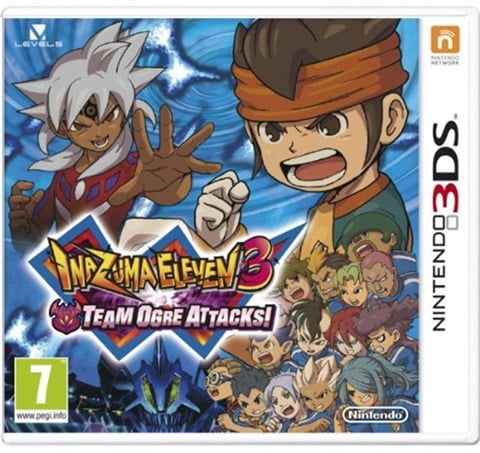 LEVEL5
NINTENDO
NETWORK
NINTENDO 3DS
INAZUMA ELEVEN 3
TEAM OGRE ATTACKS!
7
www.pegi.info
Nintendo